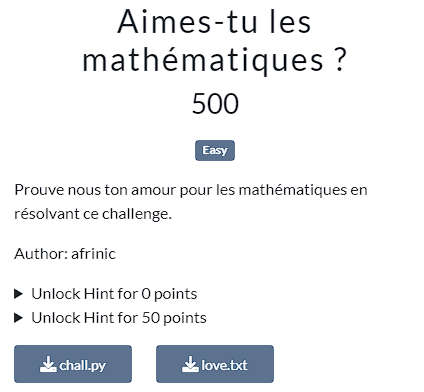 Aimes-tu les
mathématiques ?
500
Easy
Prouve nous ton amour pour les mathématiques en
résolvant ce challenge.
Author: afrinic
Unlock Hint for 0 points
Unlock Hint for 50 points
chall.py
love.txt